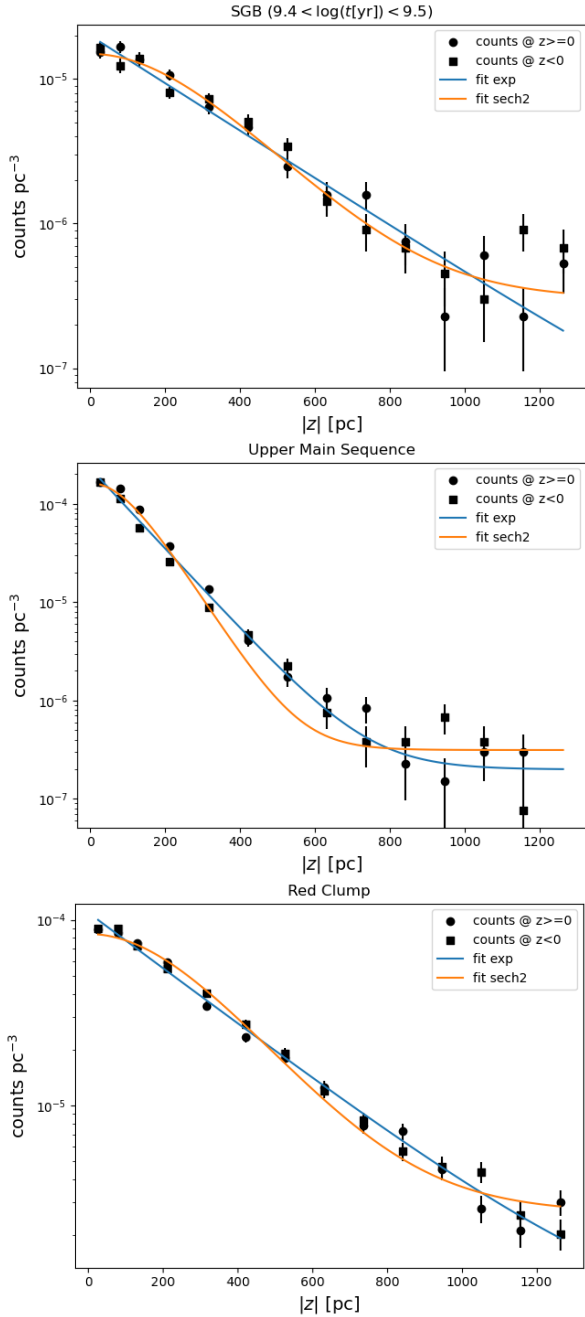 SGB (9.4 < log(t[yr]) < 9.5)
counts @ z>=0
counts @ z<0
fit exp
fit sech2
10⁻⁵
10⁻⁶
10⁻⁷
counts pc⁻³
0 200 400 600 800 1000 1200
|z| [pc]
Upper Main Sequence
counts @ z>=0
counts @ z<0
fit exp
fit sech2
10⁻⁴
10⁻⁵
10⁻⁶
10⁻⁷
counts pc⁻³
0 200 400 600 800 1000 1200
|z| [pc]
Red Clump
counts @ z>=0
counts @ z<0
fit exp
fit sech2
10⁻⁴
10⁻⁵
counts pc⁻³
0 200 400 600 800 1000 1200
|z| [pc]